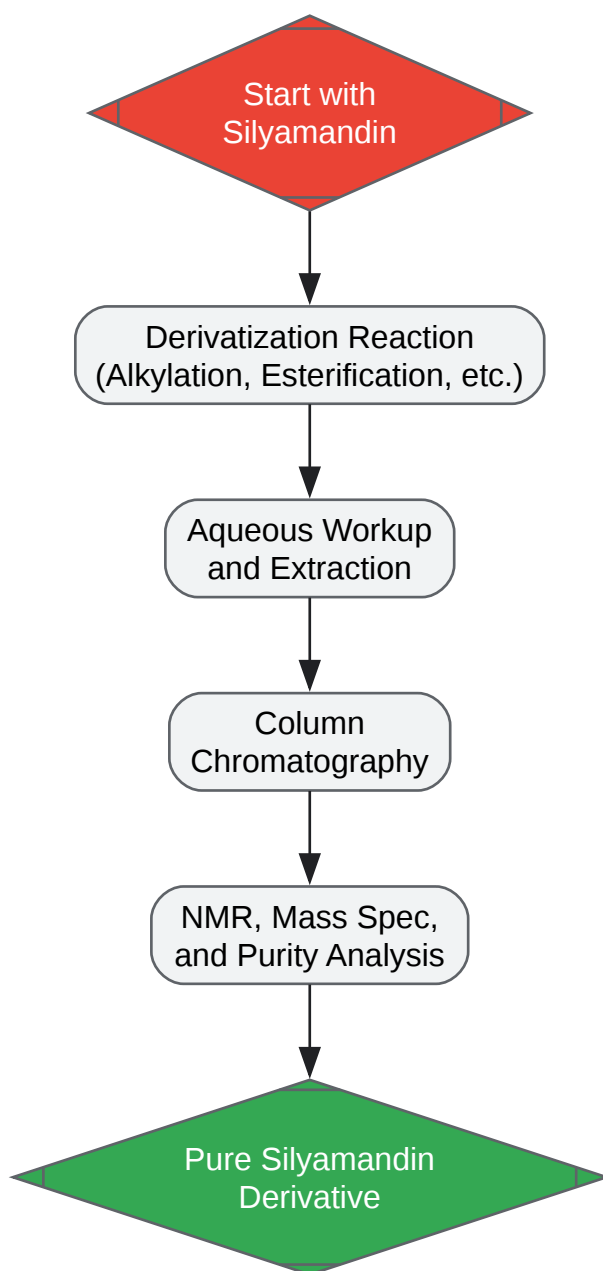 Start with
Silyamandin
Derivatization Reaction
(Alkylation, Esterification, etc.)
Aqueous Workup
and Extraction
Column
Chromatography
NMR, Mass Spec,
and Purity Analysis
Pure Silyamandin
Derivative